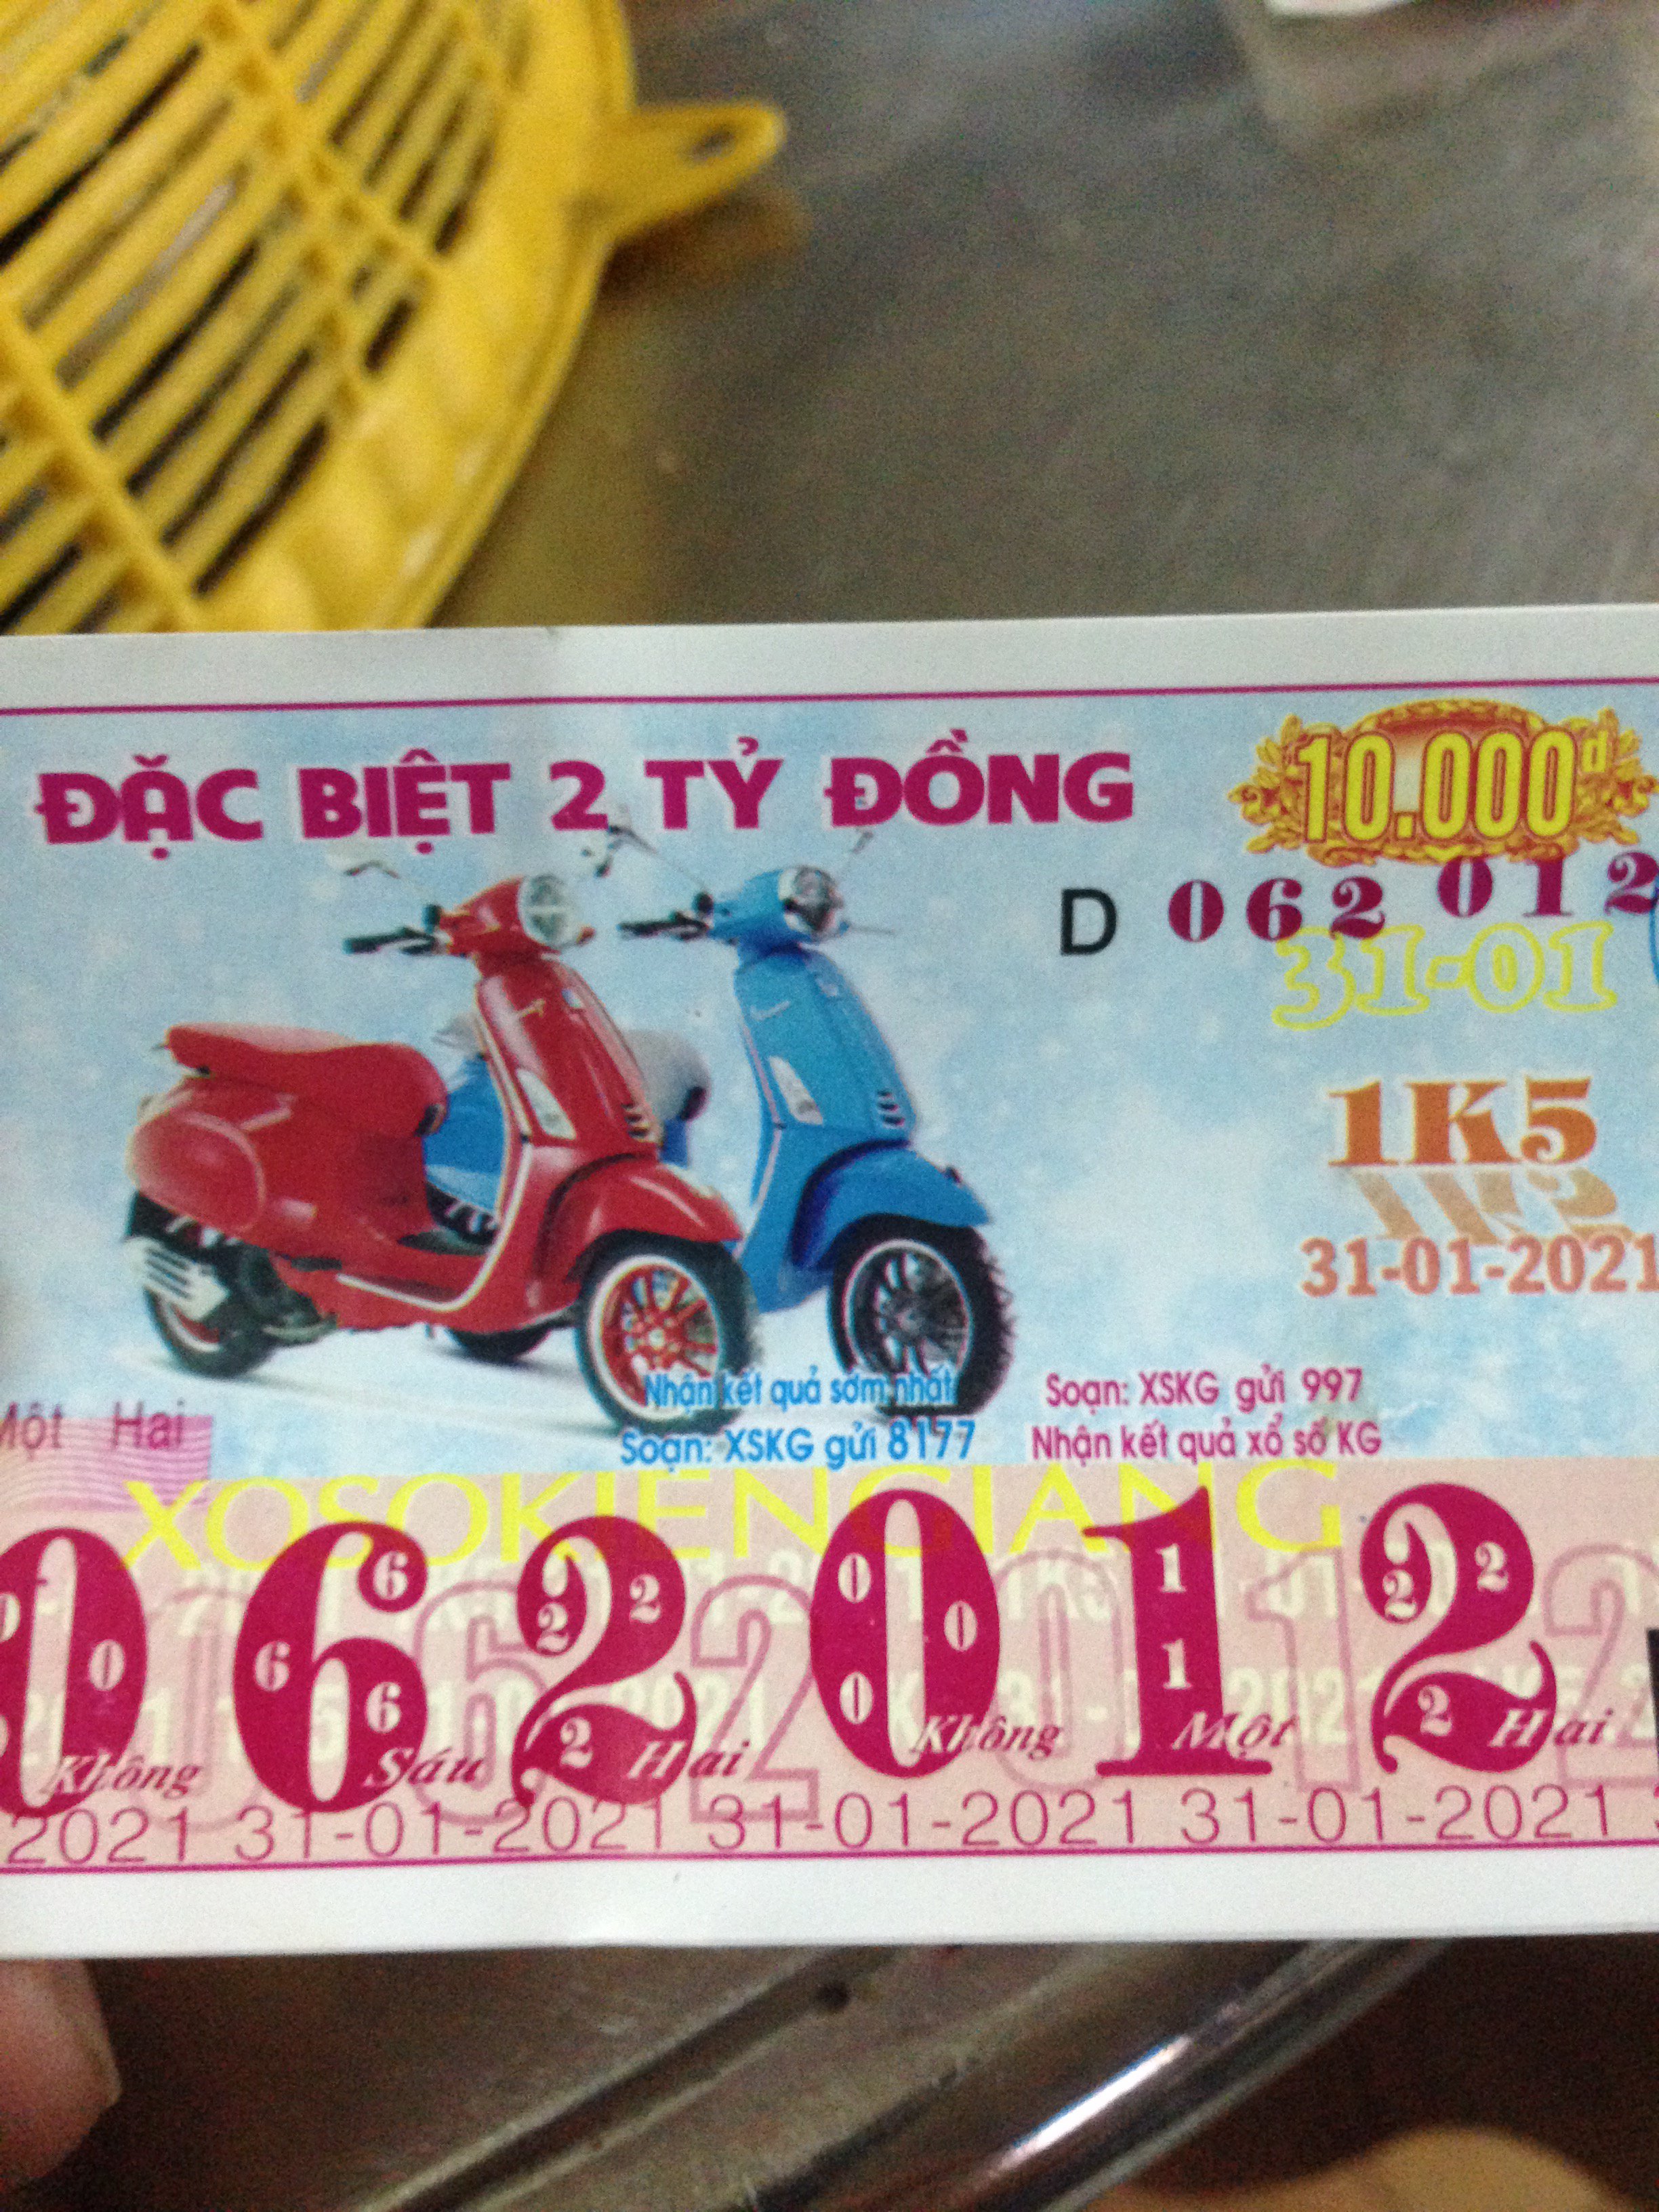 ĐẶC BIỆT 2 TỶ ĐỒNG
10.000đ
D 062012
31-01
1K5
31-01-2021
Nhận kết quả sớm nhất
Soạn: XSKG gửi 8177
Soạn: XSKG gửi 997
Nhận kết quả xổ số KG
Một Hai
XOSOKIENGIANG
062012
Không Sáu Hai Không Một Hai
2021 31-01-2021 31-01-2021 31-01-2021